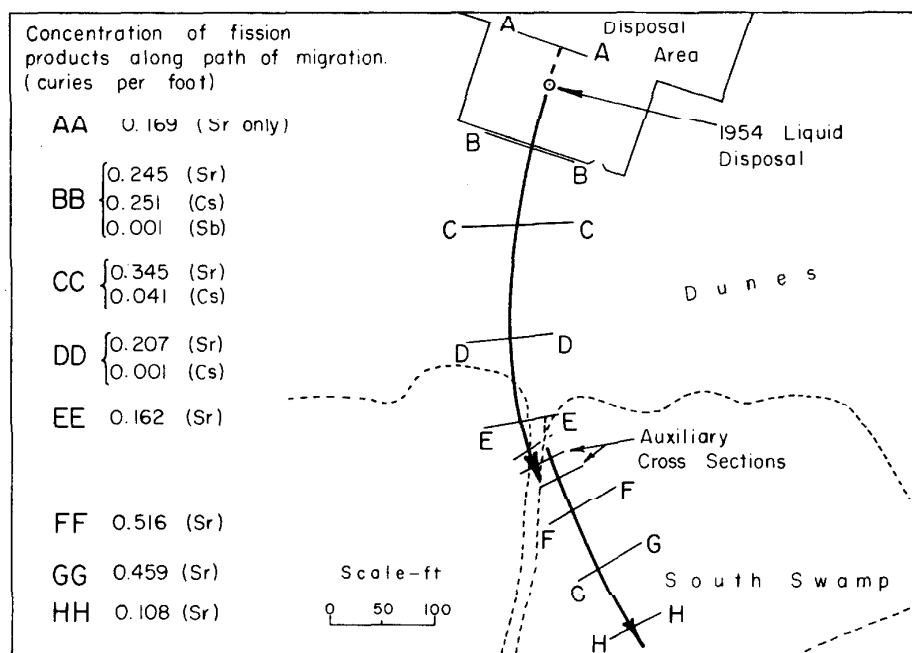 Concentration of fission
products along path of migration.
(curies per foot)
AA 0.169 (Sr only)
BB 0.245 (Sr)
0.251 (Cs)
0.001 (Sb)
CC 0.345 (Sr)
0.041 (Cs)
DD 0.207 (Sr)
0.001 (Cs)
EE 0.162 (Sr)
FF 0.516 (Sr)
GG 0.459 (Sr)
HH 0.108 (Sr)
Scale-ft
0 50 100
A A
Disposal
Area
1954 Liquid
Disposal
B B
C C
Dunes
D D
E E
Auxiliary
Cross Sections
F F
G
C
South Swamp
H H